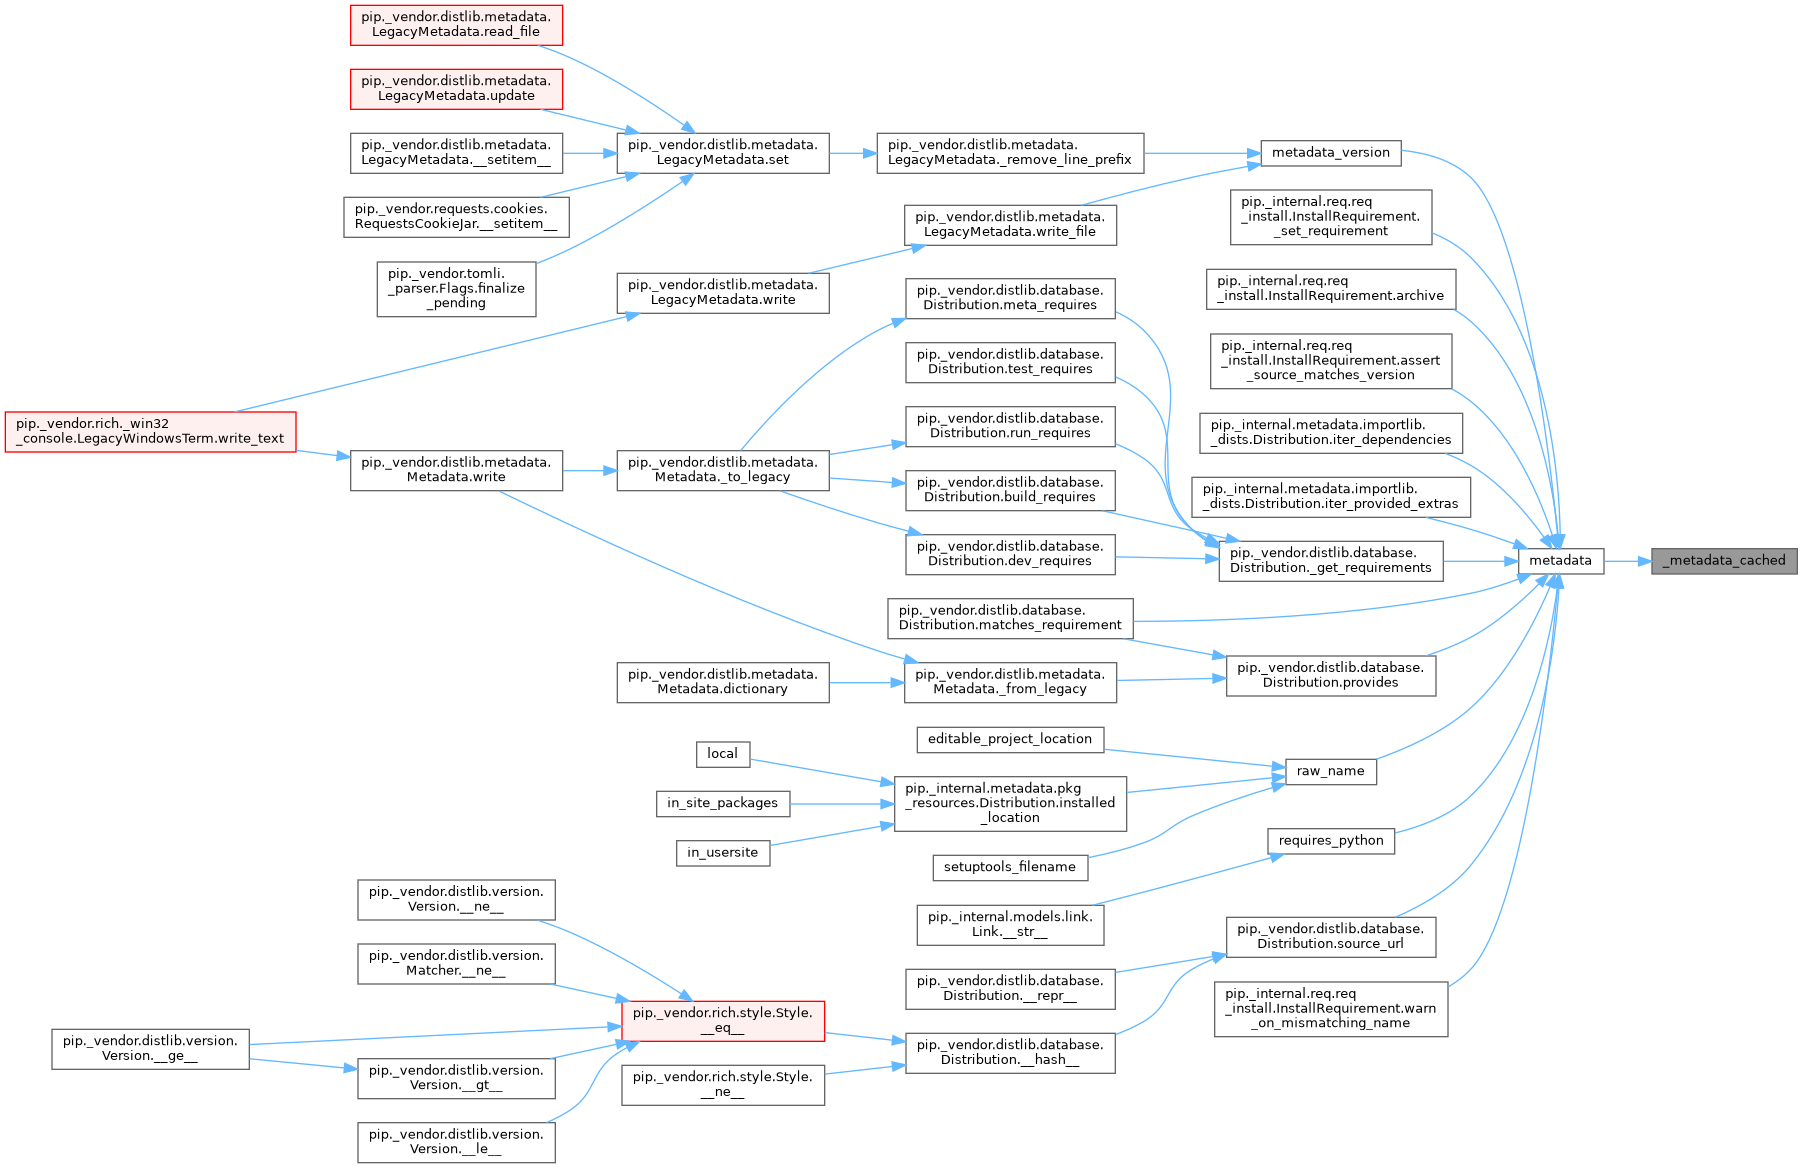 pip._vendor.distlib.metadata.
LegacyMetadata.read_file
pip._vendor.distlib.metadata.
LegacyMetadata.update
pip._vendor.distlib.metadata.
LegacyMetadata.__setitem__
pip._vendor.requests.cookies.
RequestsCookieJar.__setitem__
pip._vendor.tomli.
_parser.Flags.finalize
_pending
pip._vendor.distlib.metadata.
LegacyMetadata.set
pip._vendor.distlib.metadata.
LegacyMetadata._remove_line_prefix
metadata_version
pip._vendor.distlib.metadata.
LegacyMetadata.write_file
pip._vendor.distlib.metadata.
LegacyMetadata.write
pip._internal.req.req
_install.InstallRequirement.
_set_requirement
pip._internal.req.req
_install.InstallRequirement.archive
pip._internal.req.req
_install.InstallRequirement.assert
_source_matches_version
pip._internal.metadata.importlib.
_dists.Distribution.iter_dependencies
pip._internal.metadata.importlib.
_dists.Distribution.iter_provided_extras
pip._vendor.distlib.database.
Distribution.meta_requires
pip._vendor.distlib.database.
Distribution.test_requires
pip._vendor.distlib.database.
Distribution.run_requires
pip._vendor.distlib.database.
Distribution.build_requires
pip._vendor.distlib.database.
Distribution.dev_requires
pip._vendor.rich._win32
_console.LegacyWindowsTerm.write_text
pip._vendor.distlib.metadata.
Metadata.write
pip._vendor.distlib.metadata.
Metadata._to_legacy
pip._vendor.distlib.database.
Distribution._get_requirements
metadata
_metadata_cached
pip._vendor.distlib.database.
Distribution.matches_requirement
pip._vendor.distlib.metadata.
Metadata.dictionary
pip._vendor.distlib.metadata.
Metadata._from_legacy
pip._vendor.distlib.database.
Distribution.provides
editable_project_location
local
in_site_packages
in_usersite
pip._internal.metadata.pkg
_resources.Distribution.installed
_location
raw_name
setuptools_filename
requires_python
pip._internal.models.link.
Link.__str__
pip._vendor.distlib.database.
Distribution.source_url
pip._vendor.distlib.database.
Distribution.__repr__
pip._internal.req.req
_install.InstallRequirement.warn
_on_mismatching_name
pip._vendor.distlib.version.
Version.__ne__
pip._vendor.distlib.version.
Matcher.__ne__
pip._vendor.rich.style.Style.
__eq__
pip._vendor.distlib.database.
Distribution.__hash__
pip._vendor.distlib.version.
Version.__ge__
pip._vendor.distlib.version.
Version.__gt__
pip._vendor.rich.style.Style.
__ne__
pip._vendor.distlib.version.
Version.__le__